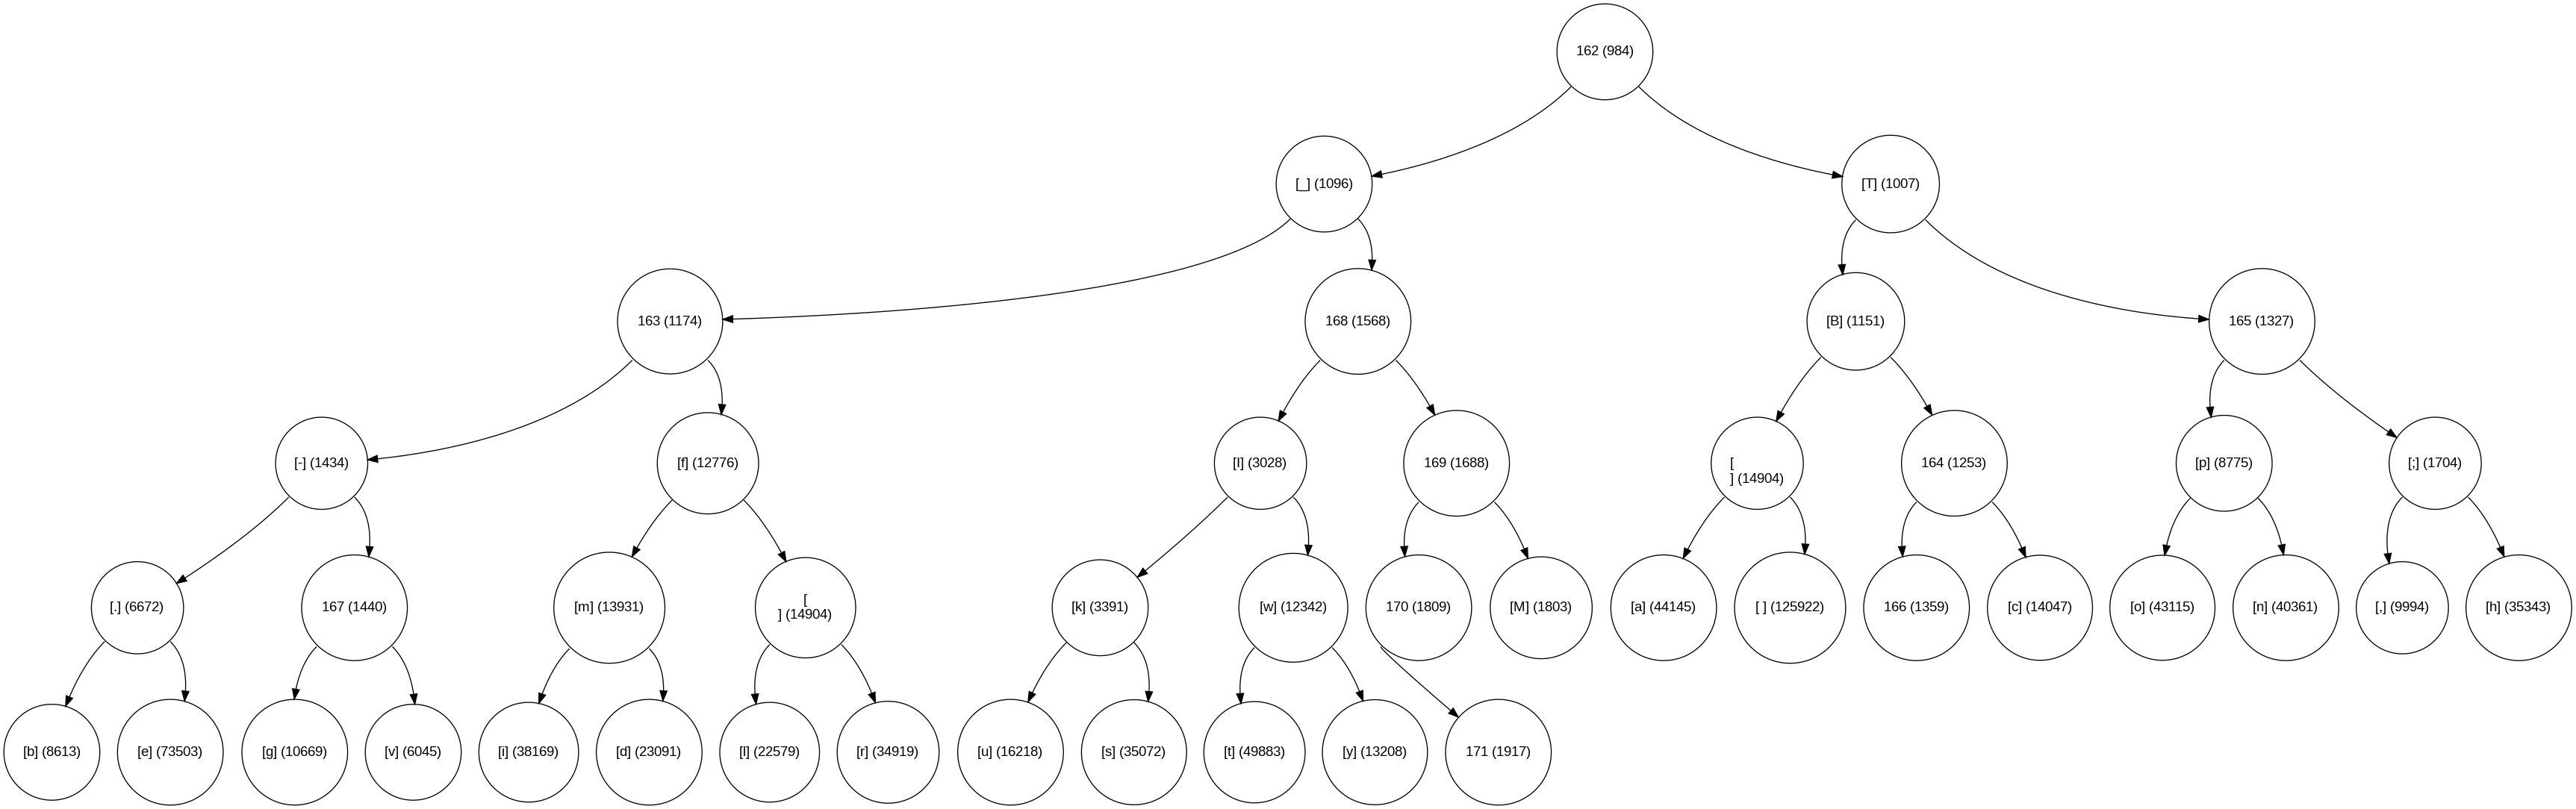 162 (984)
[_] (1096)
[T] (1007)
163 (1174)
168 (1568)
[B] (1151)
165 (1327)
[-] (1434)
[f] (12776)
[I] (3028)
169 (1688)
[
] (14904)
164 (1253)
[p] (8775)
[;] (1704)
[.] (6672)
167 (1440)
[m] (13931)
[
] (14904)
[k] (3391)
[w] (12342)
170 (1809)
[M] (1803)
[a] (44145)
[ ] (125922)
166 (1359)
[c] (14047)
[o] (43115)
[n] (40361)
[,] (9994)
[h] (35343)
[b] (8613)
[e] (73503)
[g] (10669)
[v] (6045)
[i] (38169)
[d] (23091)
[l] (22579)
[r] (34919)
[u] (16218)
[s] (35072)
[t] (49883)
[y] (13208)
171 (1917)